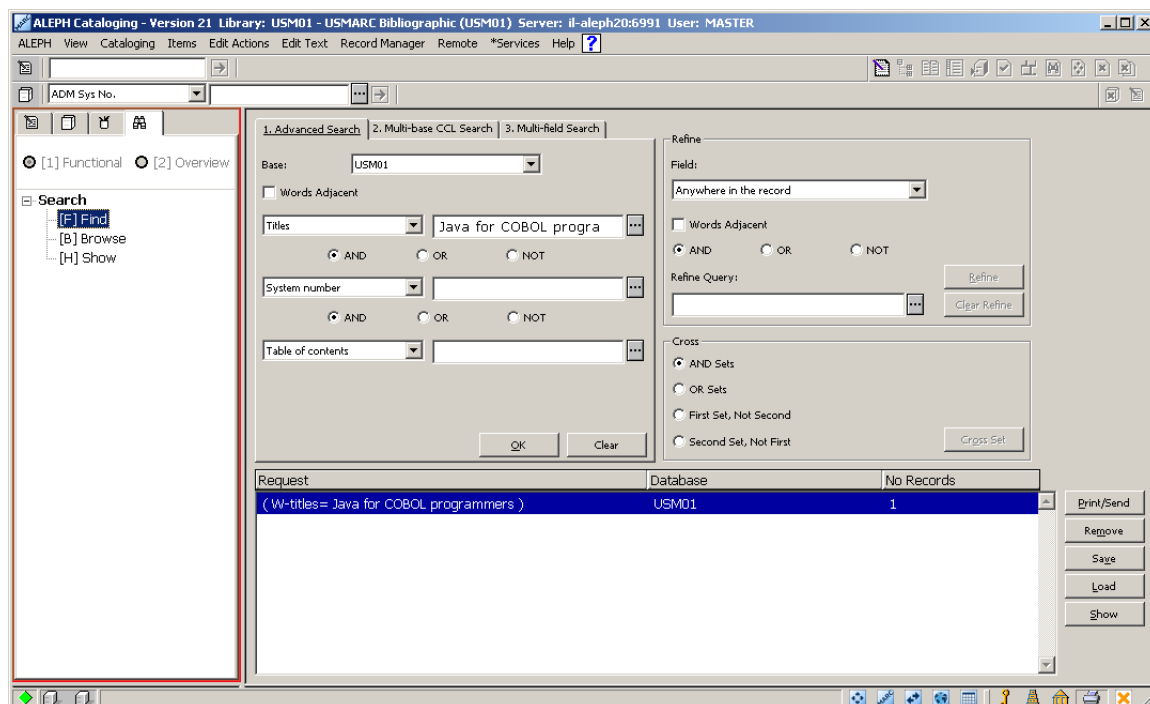 ALEPH Cataloging - Version 21 Library: USM01 - USMARC Bibliographic (USM01) Server: il-aleph20:6991 User: MASTER
ALEPH View Cataloging Items Edit Actions Edit Text Record Manager Remote *Services Help ?
ADM Sys No.
[1] Functional [2] Overview
Search
[F] Find
[B] Browse
[H] Show
1. Advanced Search 2. Multi-base CCL Search 3. Multi-field Search
Base: USM01
Words Adjacent
Titles Java for COBOL progra
AND OR NOT
System number
AND OR NOT
Table of contents
OK Clear
Refine
Field:
Anywhere in the record
Words Adjacent
AND OR NOT
Refine Query: Refine
Clear Refine
Cross
AND Sets
OR Sets
First Set, Not Second
Second Set, Not First Cross Set
Request Database No Records
( W-titles= Java for COBOL programmers ) USM01 1
Print/Send
Remove
Save
Load
Show